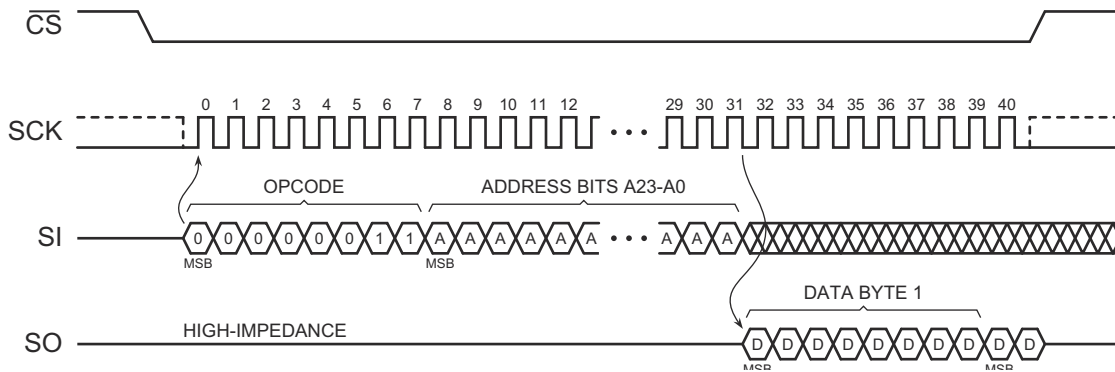 CS
0 1 2 3 4 5 6 7 8 9 10 11 12 29 30 31 32 33 34 35 36 37 38 39 40
SCK
OPCODE ADDRESS BITS A23-A0
SI 0 0 0 0 0 0 1 1 A A A A A A A A A
MSB MSB
DATA BYTE 1
HIGH-IMPEDANCE
SO D D D D D D D D D D
MSB MSB